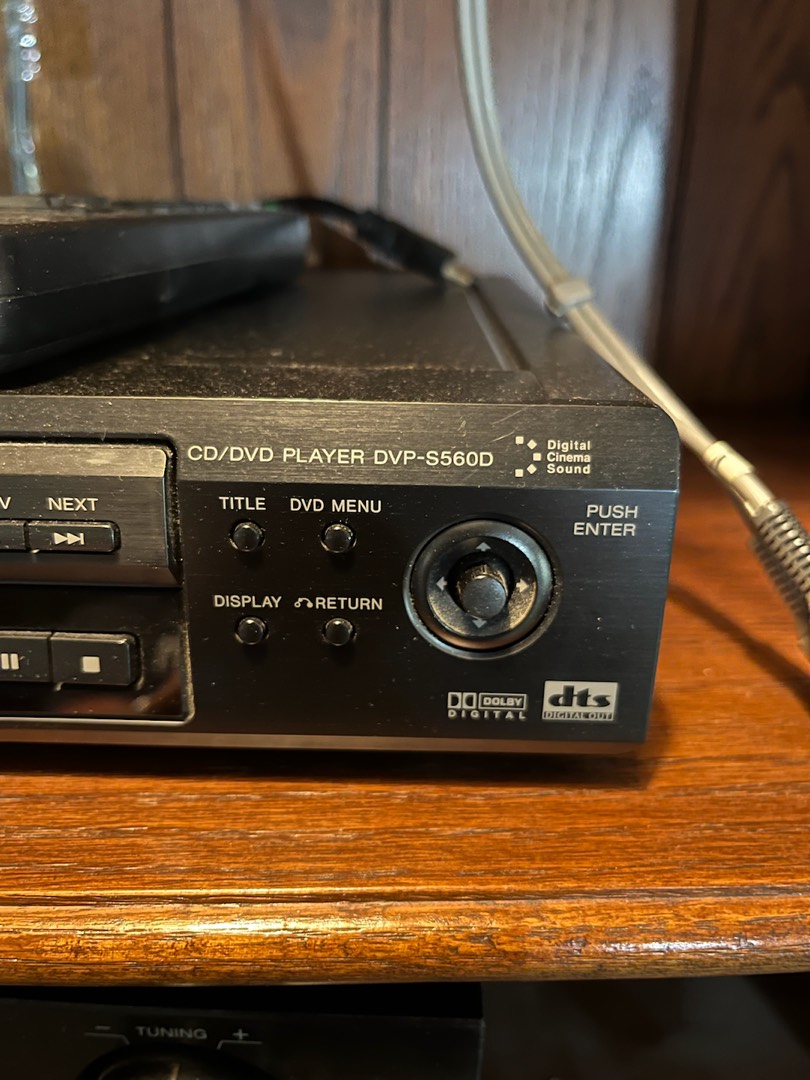 CD/DVD PLAYER DVP-S560D
Digital
Cinema
Sound
V NEXT
TITLE DVD MENU
PUSH
ENTER
DISPLAY RETURN
DOLBY
DIGITAL
dts
DIGITAL OUT
− TUNING +